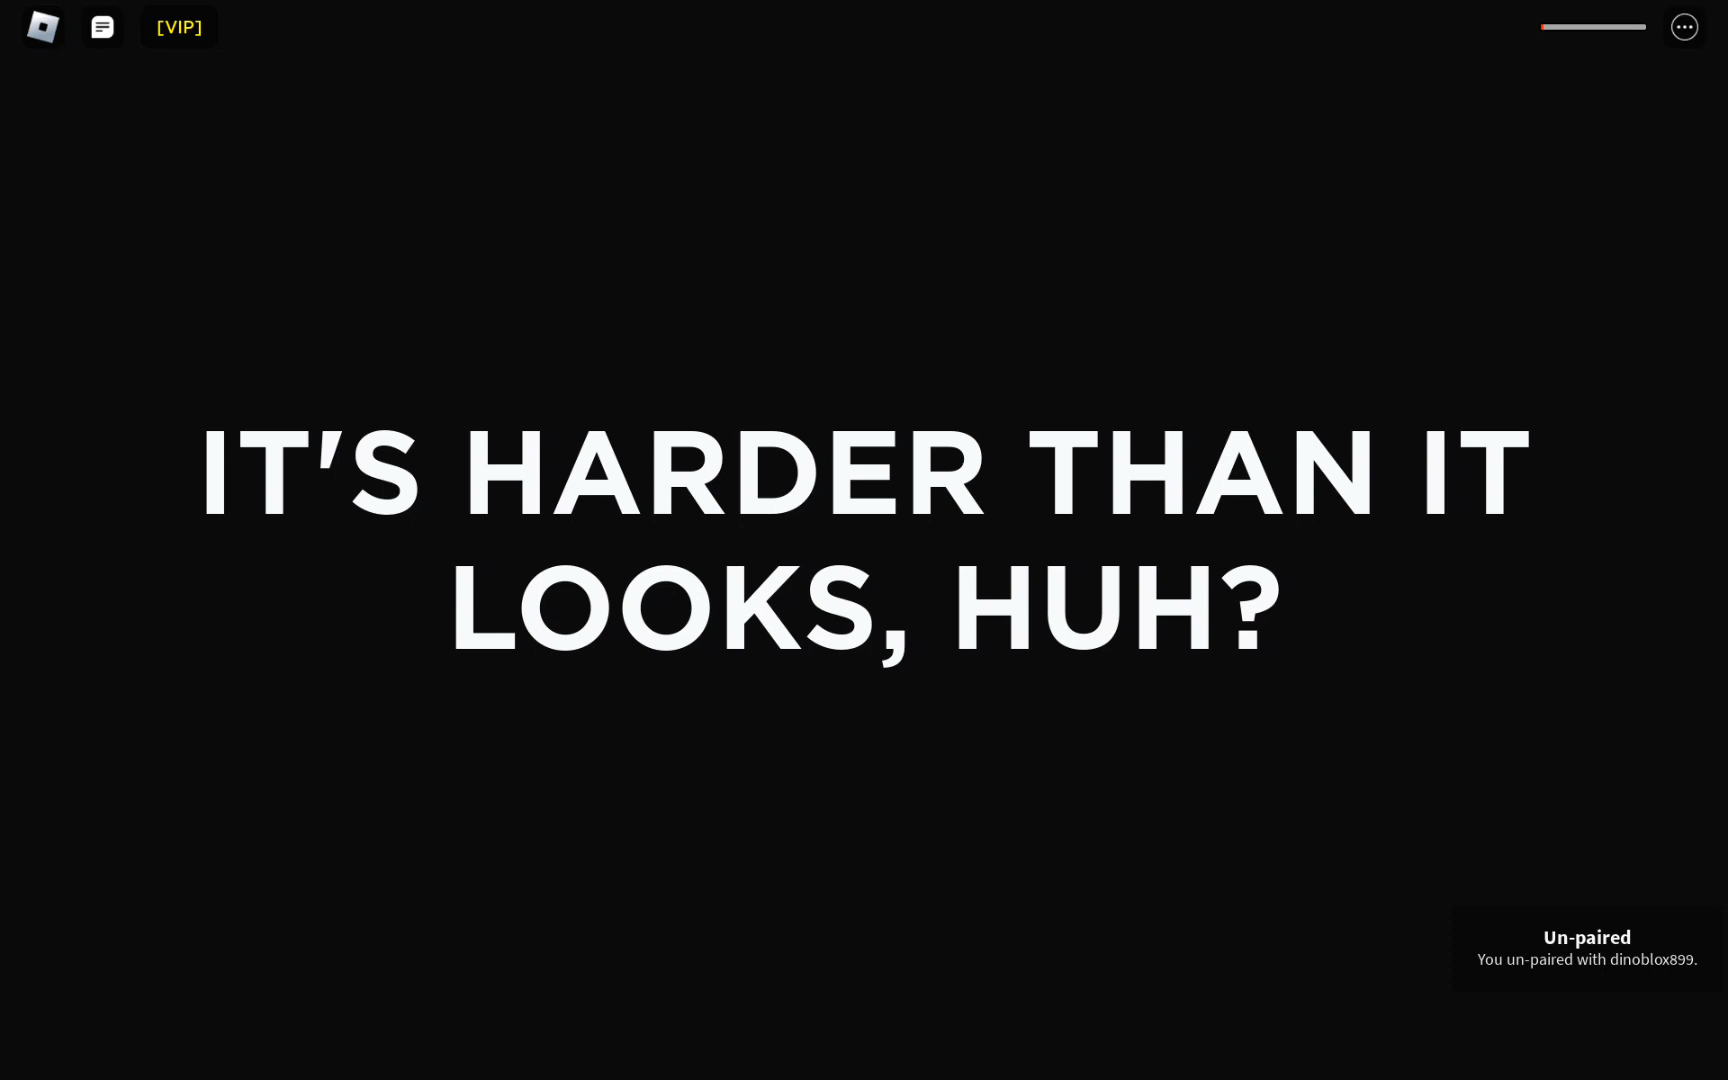 [VIP]
IT'S HARDER THAN IT
LOOKS, HUH?
Un-paired
You un-paired with dinoblox899.